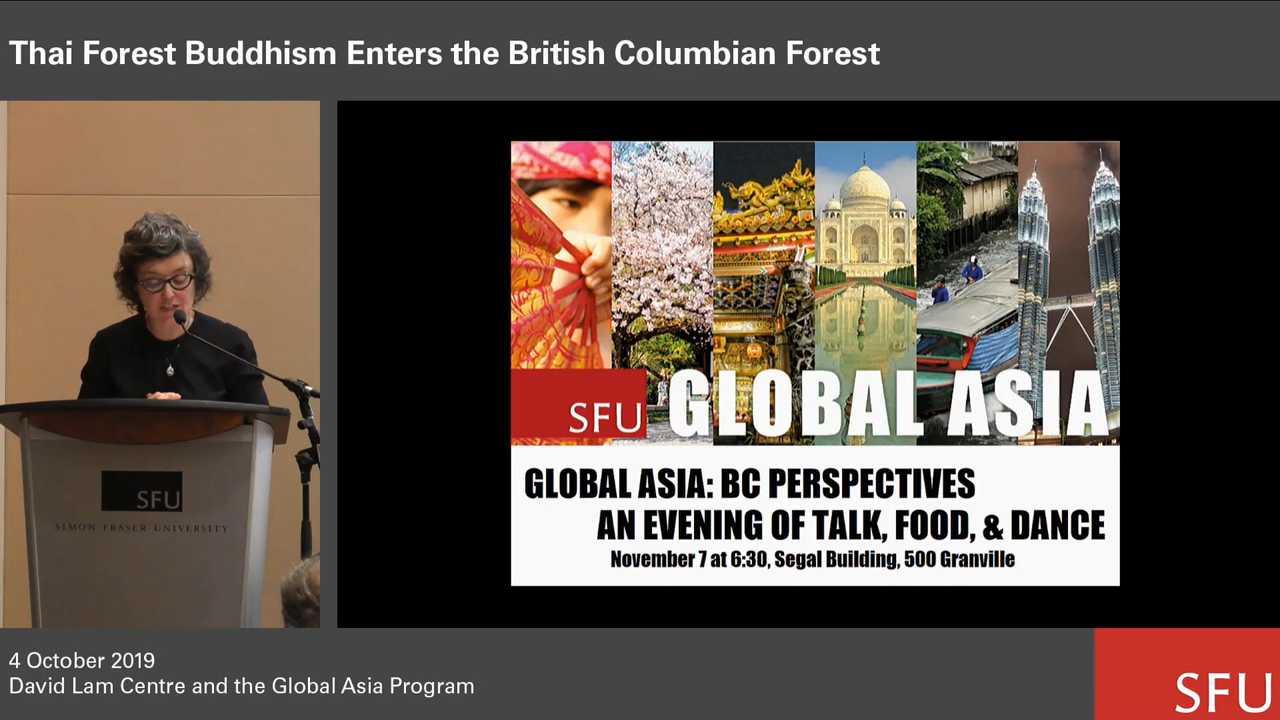 Thai Forest Buddhism Enters the British Columbian Forest
SFU GLOBAL ASIA
GLOBAL ASIA: BC PERSPECTIVES
AN EVENING OF TALK, FOOD, & DANCE
November 7 at 6:30, Segal Building, 500 Granville
SFU
SIMON FRASER UNIVERSITY
4 October 2019
David Lam Centre and the Global Asia Program
SFU